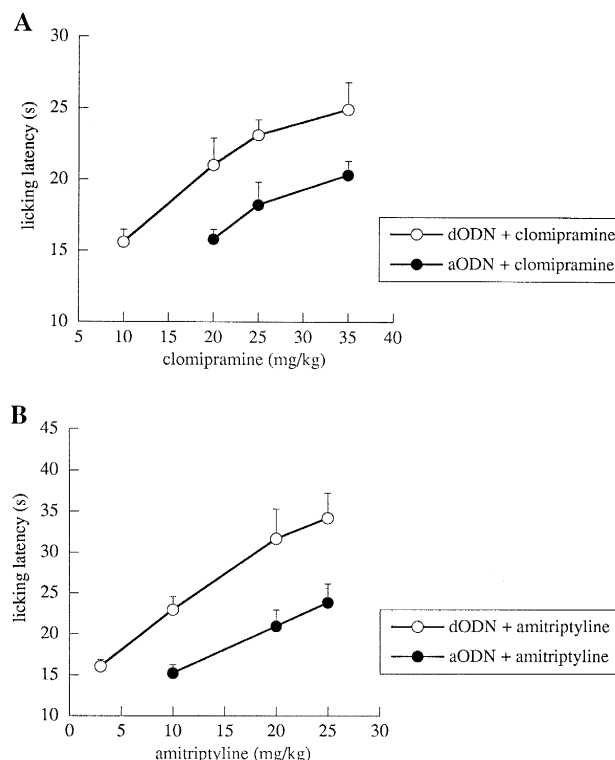 A
30
25
20
15
10
licking latency (s)
5 10 15 20 25 30 35 40
clomipramine (mg/kg)
dODN + clomipramine
aODN + clomipramine
B
45
40
35
30
25
20
15
10
licking latency (s)
0 5 10 15 20 25 30
amitriptyline (mg/kg)
dODN + amitriptyline
aODN + amitriptyline